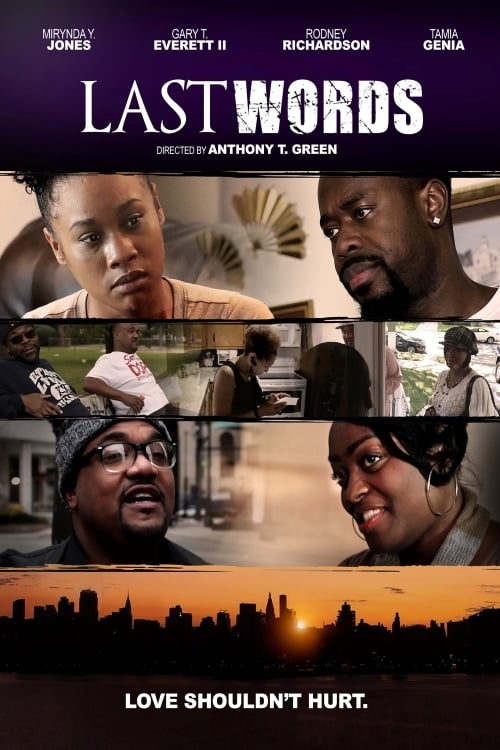 MIRYNDA Y. JONES
GARY T. EVERETT II
RODNEY RICHARDSON
TAMIA GENIA
LAST WORDS
DIRECTED BY ANTHONY T. GREEN
LOVE SHOULDN'T HURT.